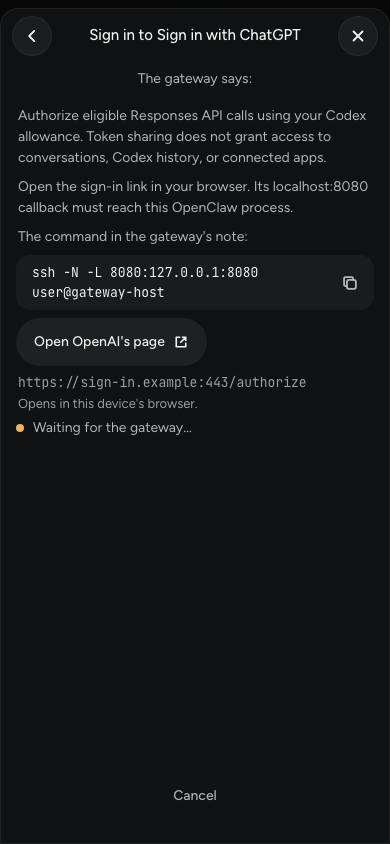 Sign in to Sign in with ChatGPT
The gateway says:
Authorize eligible Responses API calls using your Codex
allowance. Token sharing does not grant access to
conversations, Codex history, or connected apps.
Open the sign-in link in your browser. Its localhost:8080
callback must reach this OpenClaw process.
The command in the gateway's note:
ssh -N -L 8080:127.0.0.1:8080
user@gateway-host
Open OpenAI's page
https://sign-in.example:443/authorize
Opens in this device's browser.
Waiting for the gateway...
Cancel